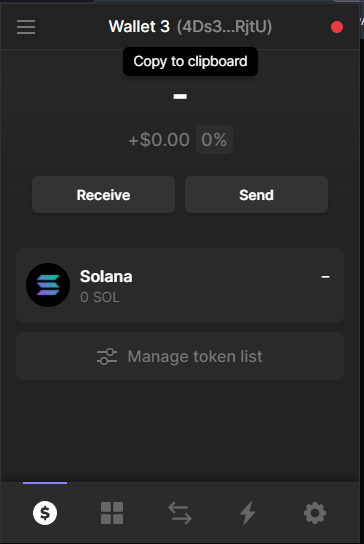 Wallet 3 (4Ds3...RjtU)
Copy to clipboard
-
+$0.00 0%
Receive Send
Solana -
0 SOL
Manage token list